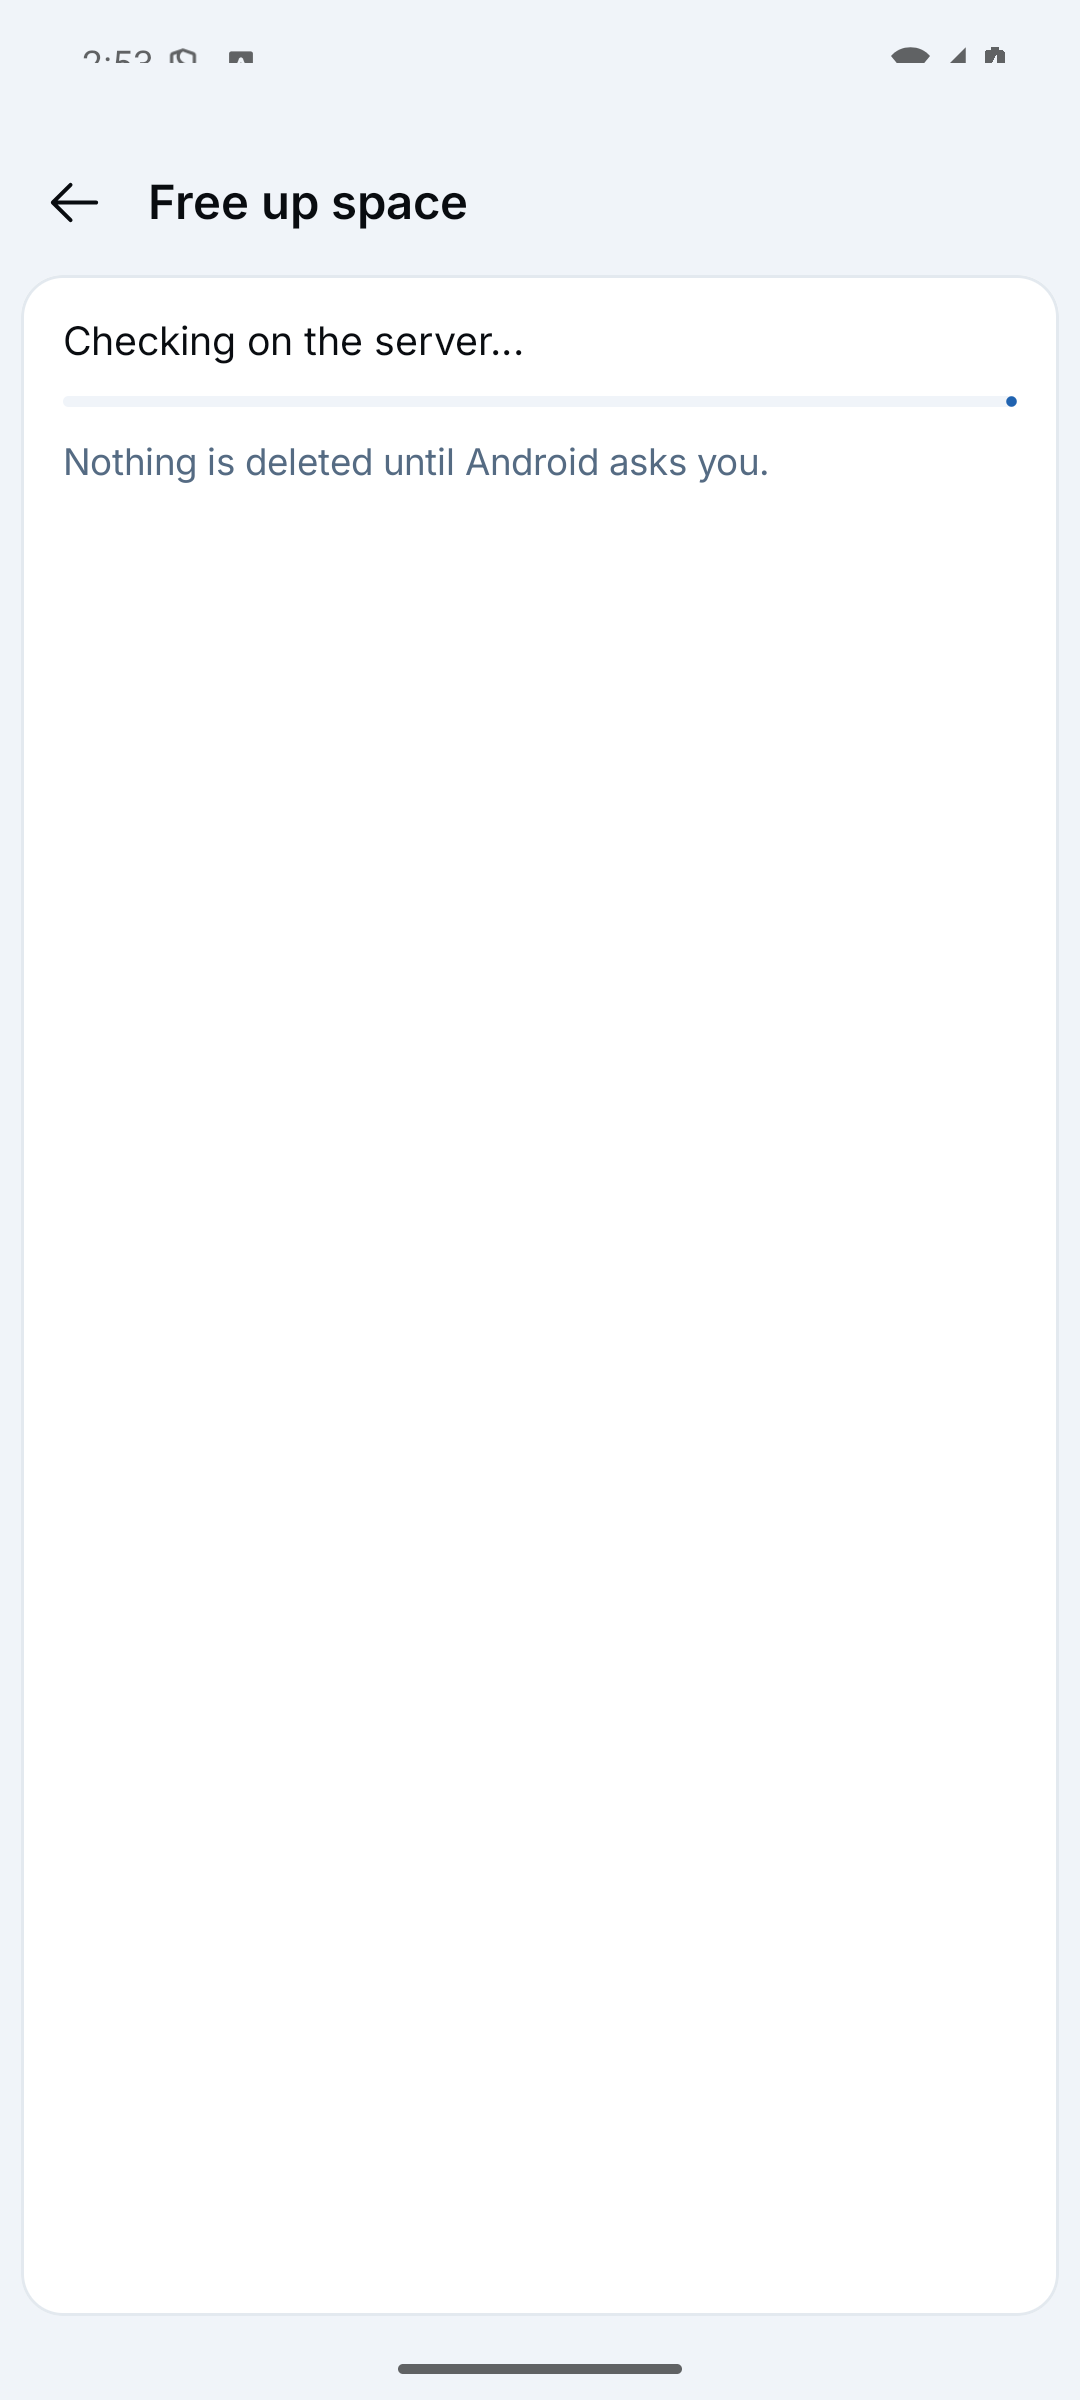 Free up space
Checking on the server...
Nothing is deleted until Android asks you.